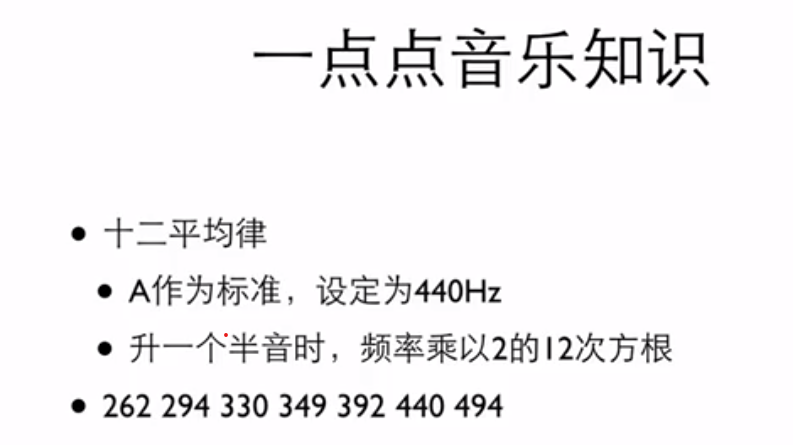 一点点音乐知识
• 十二平均律
• A作为标准，设定为440Hz
• 升一个半音时，频率乘以2的12次方根
• 262 294 330 349 392 440 494